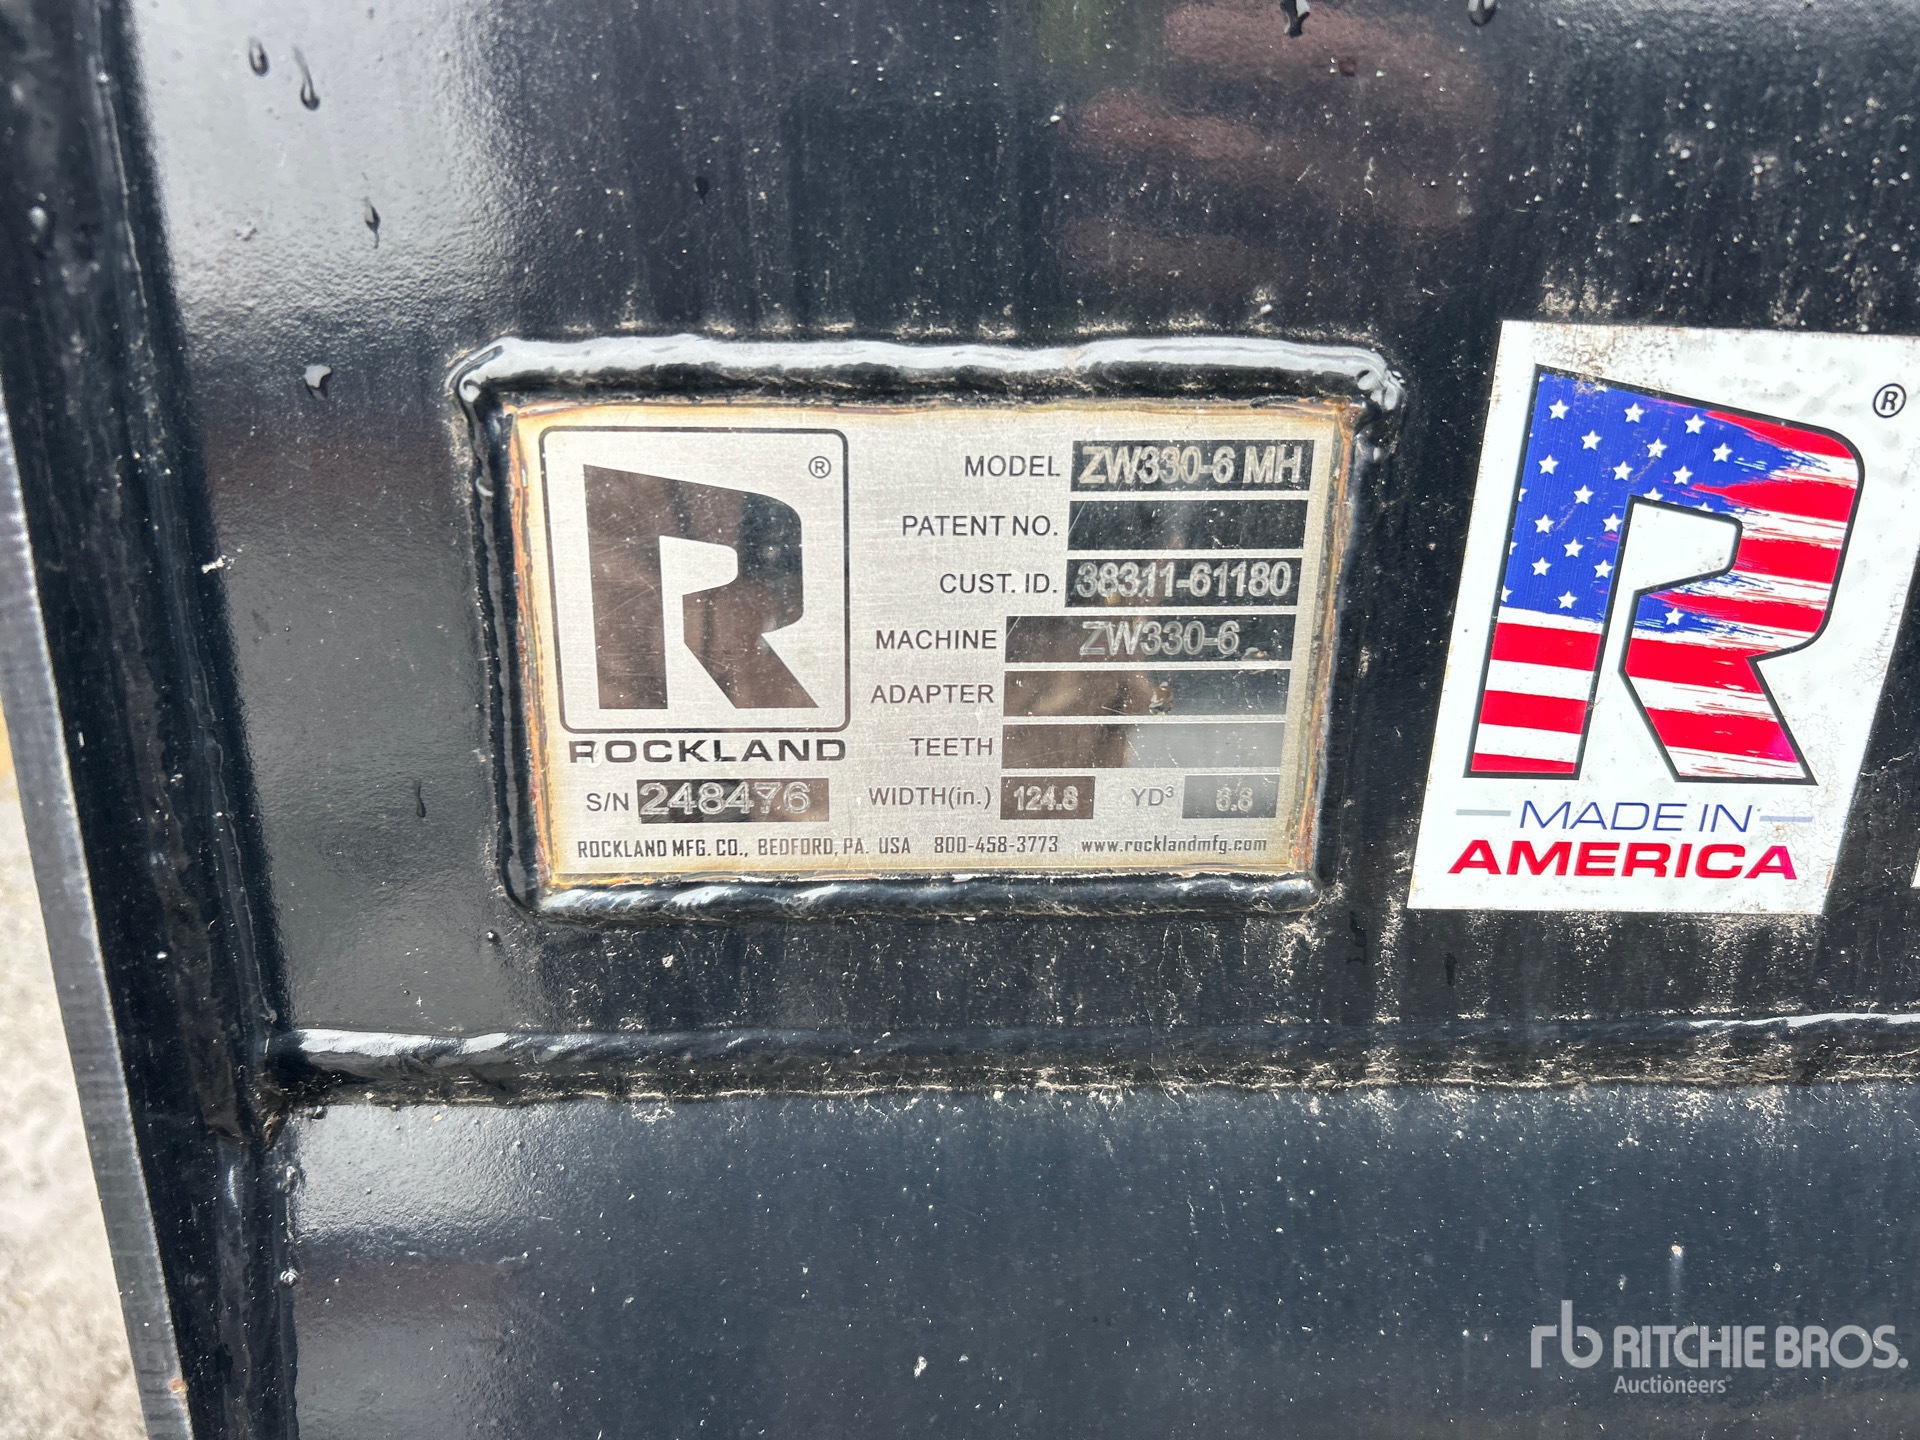 R®
ROCKLAND
S/N 248476
MODEL ZW330-6 MH
PATENT NO.
CUST. ID. 38311-61180
MACHINE ZW330-6
ADAPTER
TEETH
WIDTH(in.) 124.8 YD³ 6.6
ROCKLAND MFG. CO., BEDFORD, PA. USA 800-458-3773 www.rocklandmfg.com
R®
MADE IN
AMERICA
rb RITCHIE BROS.
Auctioneers